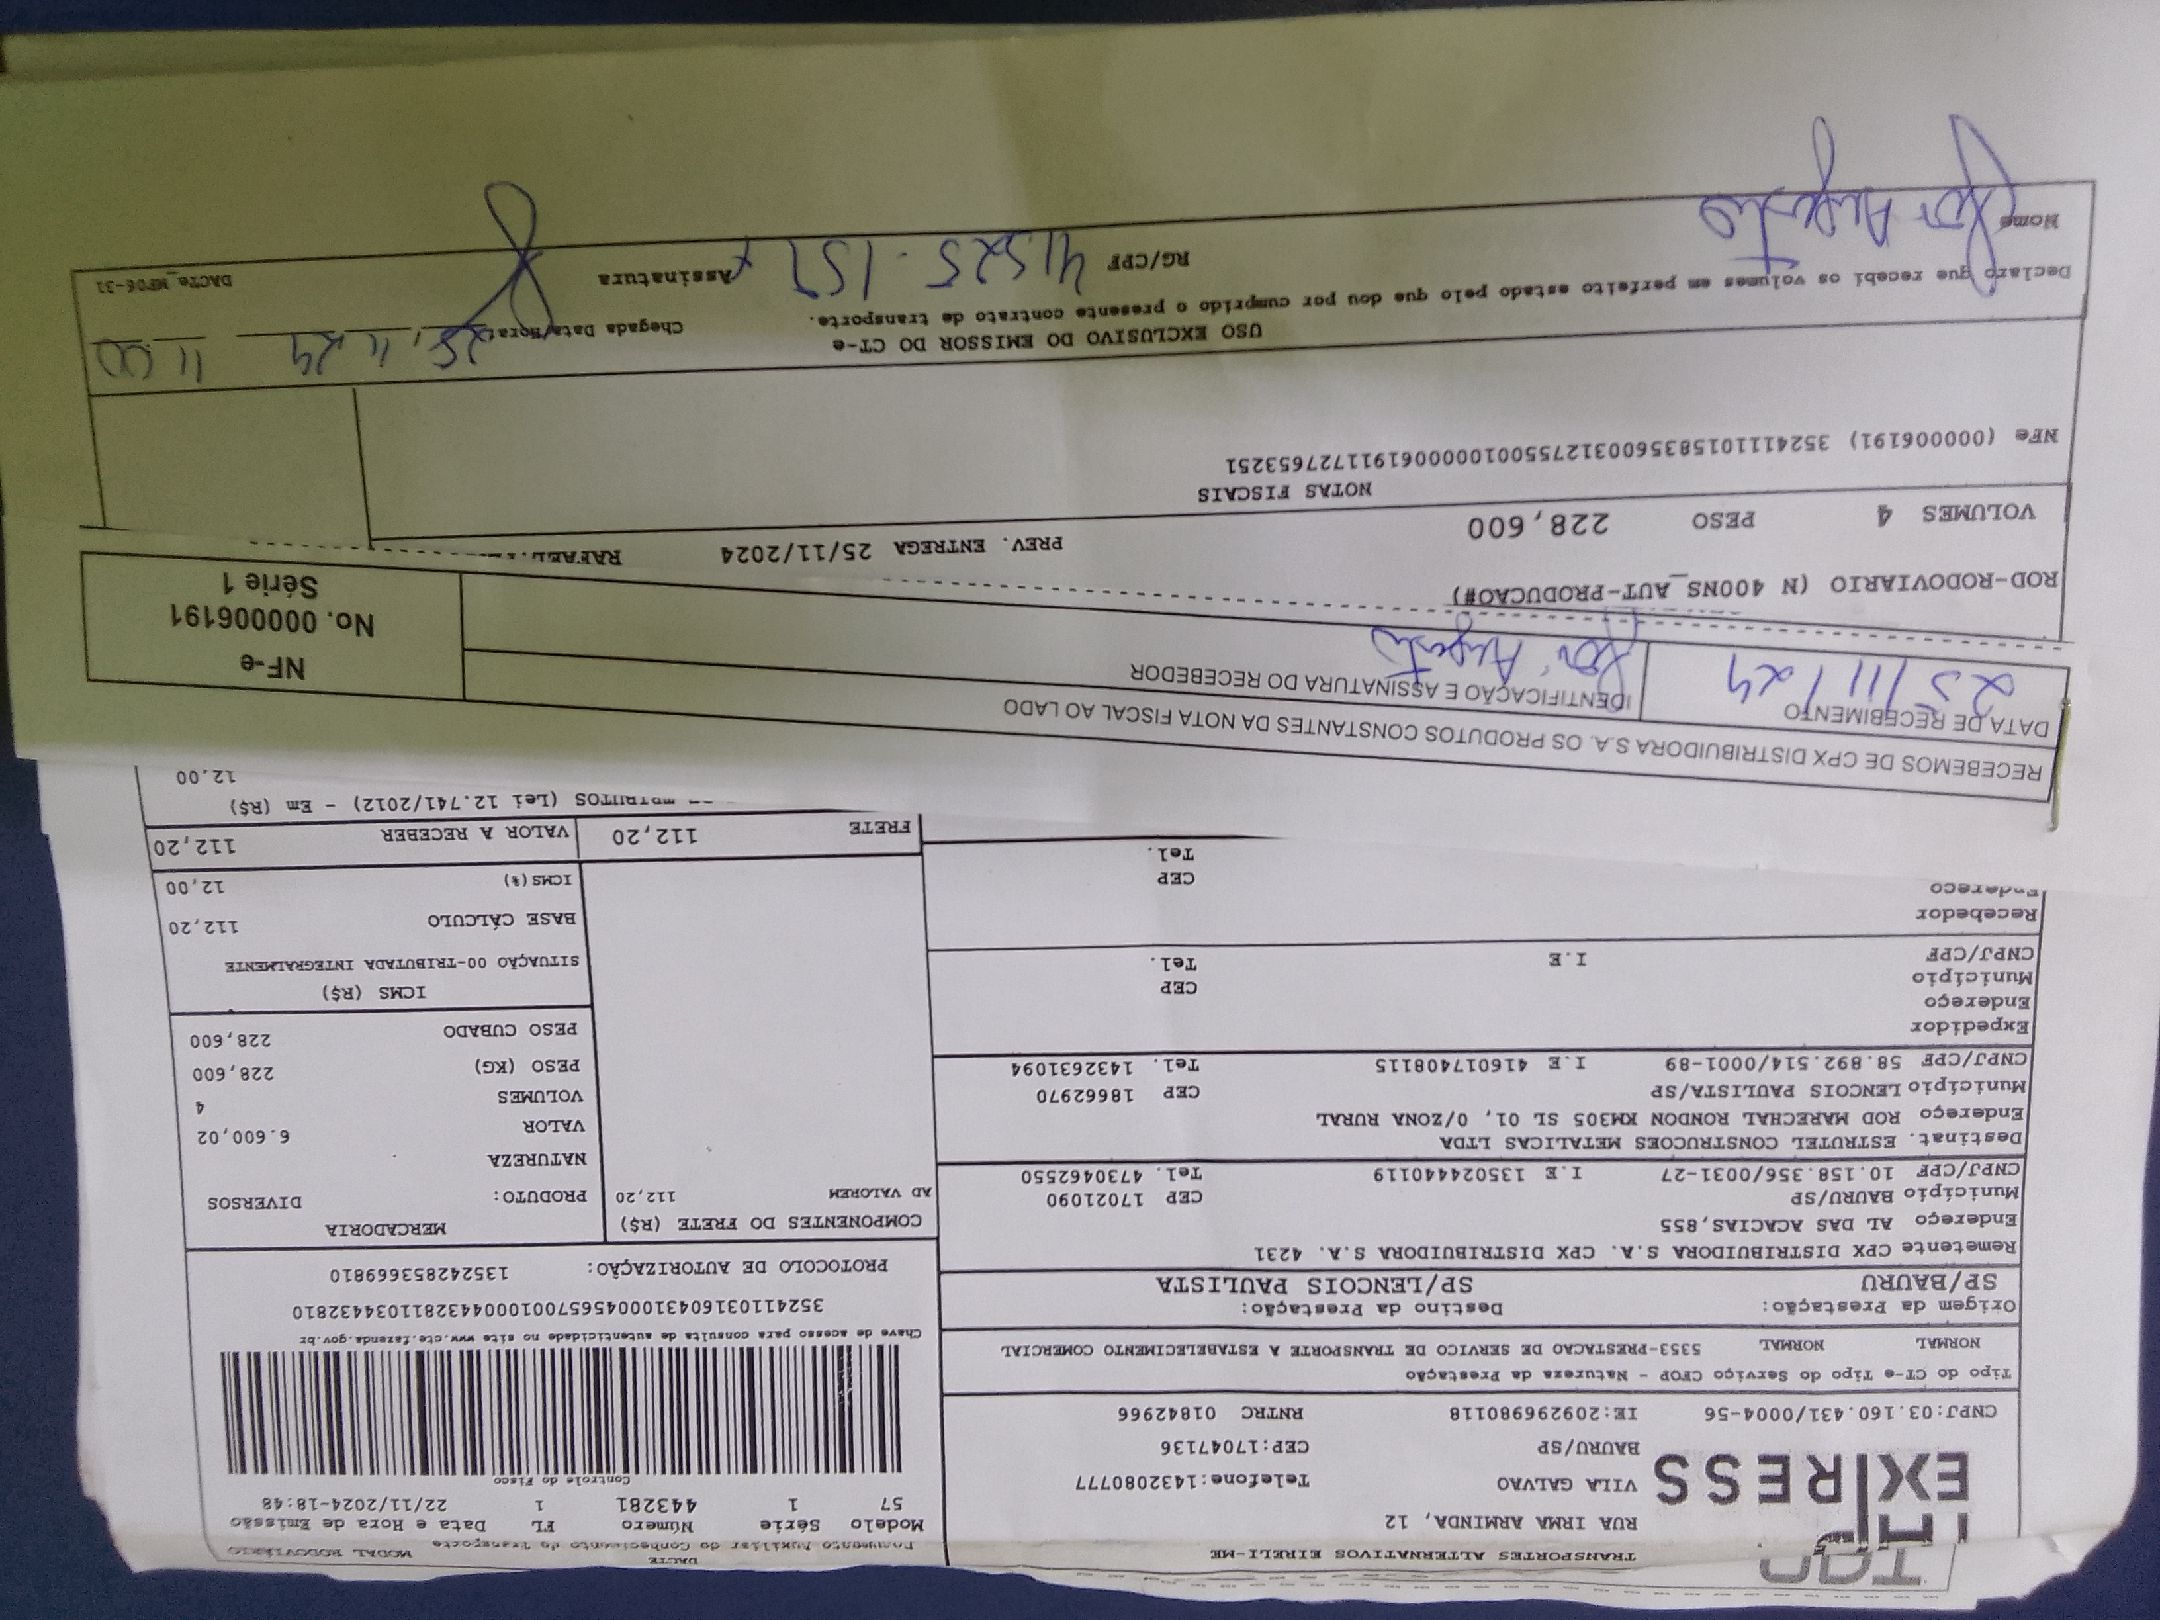 TRANSPORTES ALTERNATIVOS EIRELI-ME
EXPRESS
RUA IRMA ARMINDA, 12
VILA GALVAO Telefone:1432080777
BAURU/SP CEP:17047136
CNPJ:03.160.431/0004-56 IE:209296980118 RNTRC 01842966
DACTE
Documento Auxiliar do Conhecimento de Transporte MODAL RODOVIÁRIO
Modelo Série Número FL Data e Hora de Emissão
57 1 443281 1 22/11/2024-18:48
Controle do Fisco
Chave de acesso para consulta de autenticidade no site www.cte.fazenda.gov.br
35241103160431000456570010004432811034432810
PROTOCOLO DE AUTORIZAÇÃO: 135242853669810
Tipo do CT-e Tipo do Serviço CFOP - Natureza da Prestação
NORMAL NORMAL 5353-PRESTACAO DE SERVICO DE TRANSPORTE A ESTABELECIMENTO COMERCIAL
Origem da Prestação: Destino da Prestação:
SP/BAURU SP/LENCOIS PAULISTA
Remetente CPX DISTRIBUIDORA S.A. CPX DISTRIBUIDORA S.A. 4231
Endereço AL DAS ACACIAS,855
Município BAURU/SP CEP 17021090
CNPJ/CPF 10.158.356/0031-27 I.E 13502440119 Tel. 4730462550
Destinat. ESTRUTEL CONSTRUCOES METALICAS LTDA
Endereço ROD MARECHAL RONDON KM305 SL 01, 0/ZONA RURAL
Município LENCOIS PAULISTA/SP CEP 18662970
CNPJ/CPF 58.892.514/0001-89 I.E 416017408115 Tel. 1432631094
Expedidor
Endereço
Município CEP
CNPJ/CPF I.E Tel.
Recebedor
Endereço
CEP
Tel.
COMPONENTES DO FRETE (R$)
AD VALOREM 112,20
FRETE 112,20
MERCADORIA
PRODUTO: DIVERSOS
NATUREZA
VALOR 6.600,02
VOLUMES 4
PESO (KG) 228,600
PESO CUBADO 228,600
ICMS (R$)
SITUAÇÃO 00-TRIBUTADA INTEGRALMENTE
BASE CÁLCULO 112,20
ICMS(%) 12,00
VALOR A RECEBER 112,20
TRIBUTOS (Lei 12.741/2012) - Em (R$)
12,00
RECEBEMOS DE CPX DISTRIBUIDORA S.A. OS PRODUTOS CONSTANTES DA NOTA FISCAL AO LADO
DATA DE RECEBIMENTO IDENTIFICAÇÃO E ASSINATURA DO RECEBEDOR
25/11/24 Augusto
NF-e
No. 000006191
Série 1
ROD-RODOVIARIO (N 400NS_AUT-PRODUCAO#)
PREV. ENTREGA 25/11/2024 RAFAEL
VOLUMES 4 PESO 228,600
NOTAS FISCAIS
NFe (000006191) 35241110158356003127550010000061911727653251
USO EXCLUSIVO DO EMISSOR DO CT-e
Declaro que recebi os volumes em perfeito estado pelo que dou por cumprido o presente contrato de transporte.
Chegada Data/Hora 25, 11 24 11 00
Nome Augusto
RG/CPF
Assinatura
DACTe_MP06-31